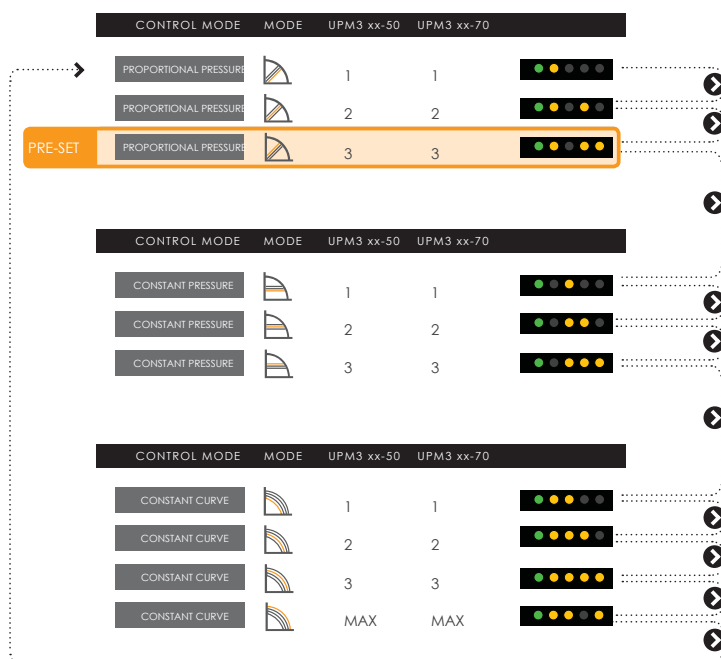 CONTROL MODE MODE UPM3 xx-50 UPM3 xx-70
PROPORTIONAL PRESSURE 1 1
PROPORTIONAL PRESSURE 2 2
PRE-SET PROPORTIONAL PRESSURE 3 3
CONTROL MODE MODE UPM3 xx-50 UPM3 xx-70
CONSTANT PRESSURE 1 1
CONSTANT PRESSURE 2 2
CONSTANT PRESSURE 3 3
CONTROL MODE MODE UPM3 xx-50 UPM3 xx-70
CONSTANT CURVE 1 1
CONSTANT CURVE 2 2
CONSTANT CURVE 3 3
CONSTANT CURVE MAX MAX